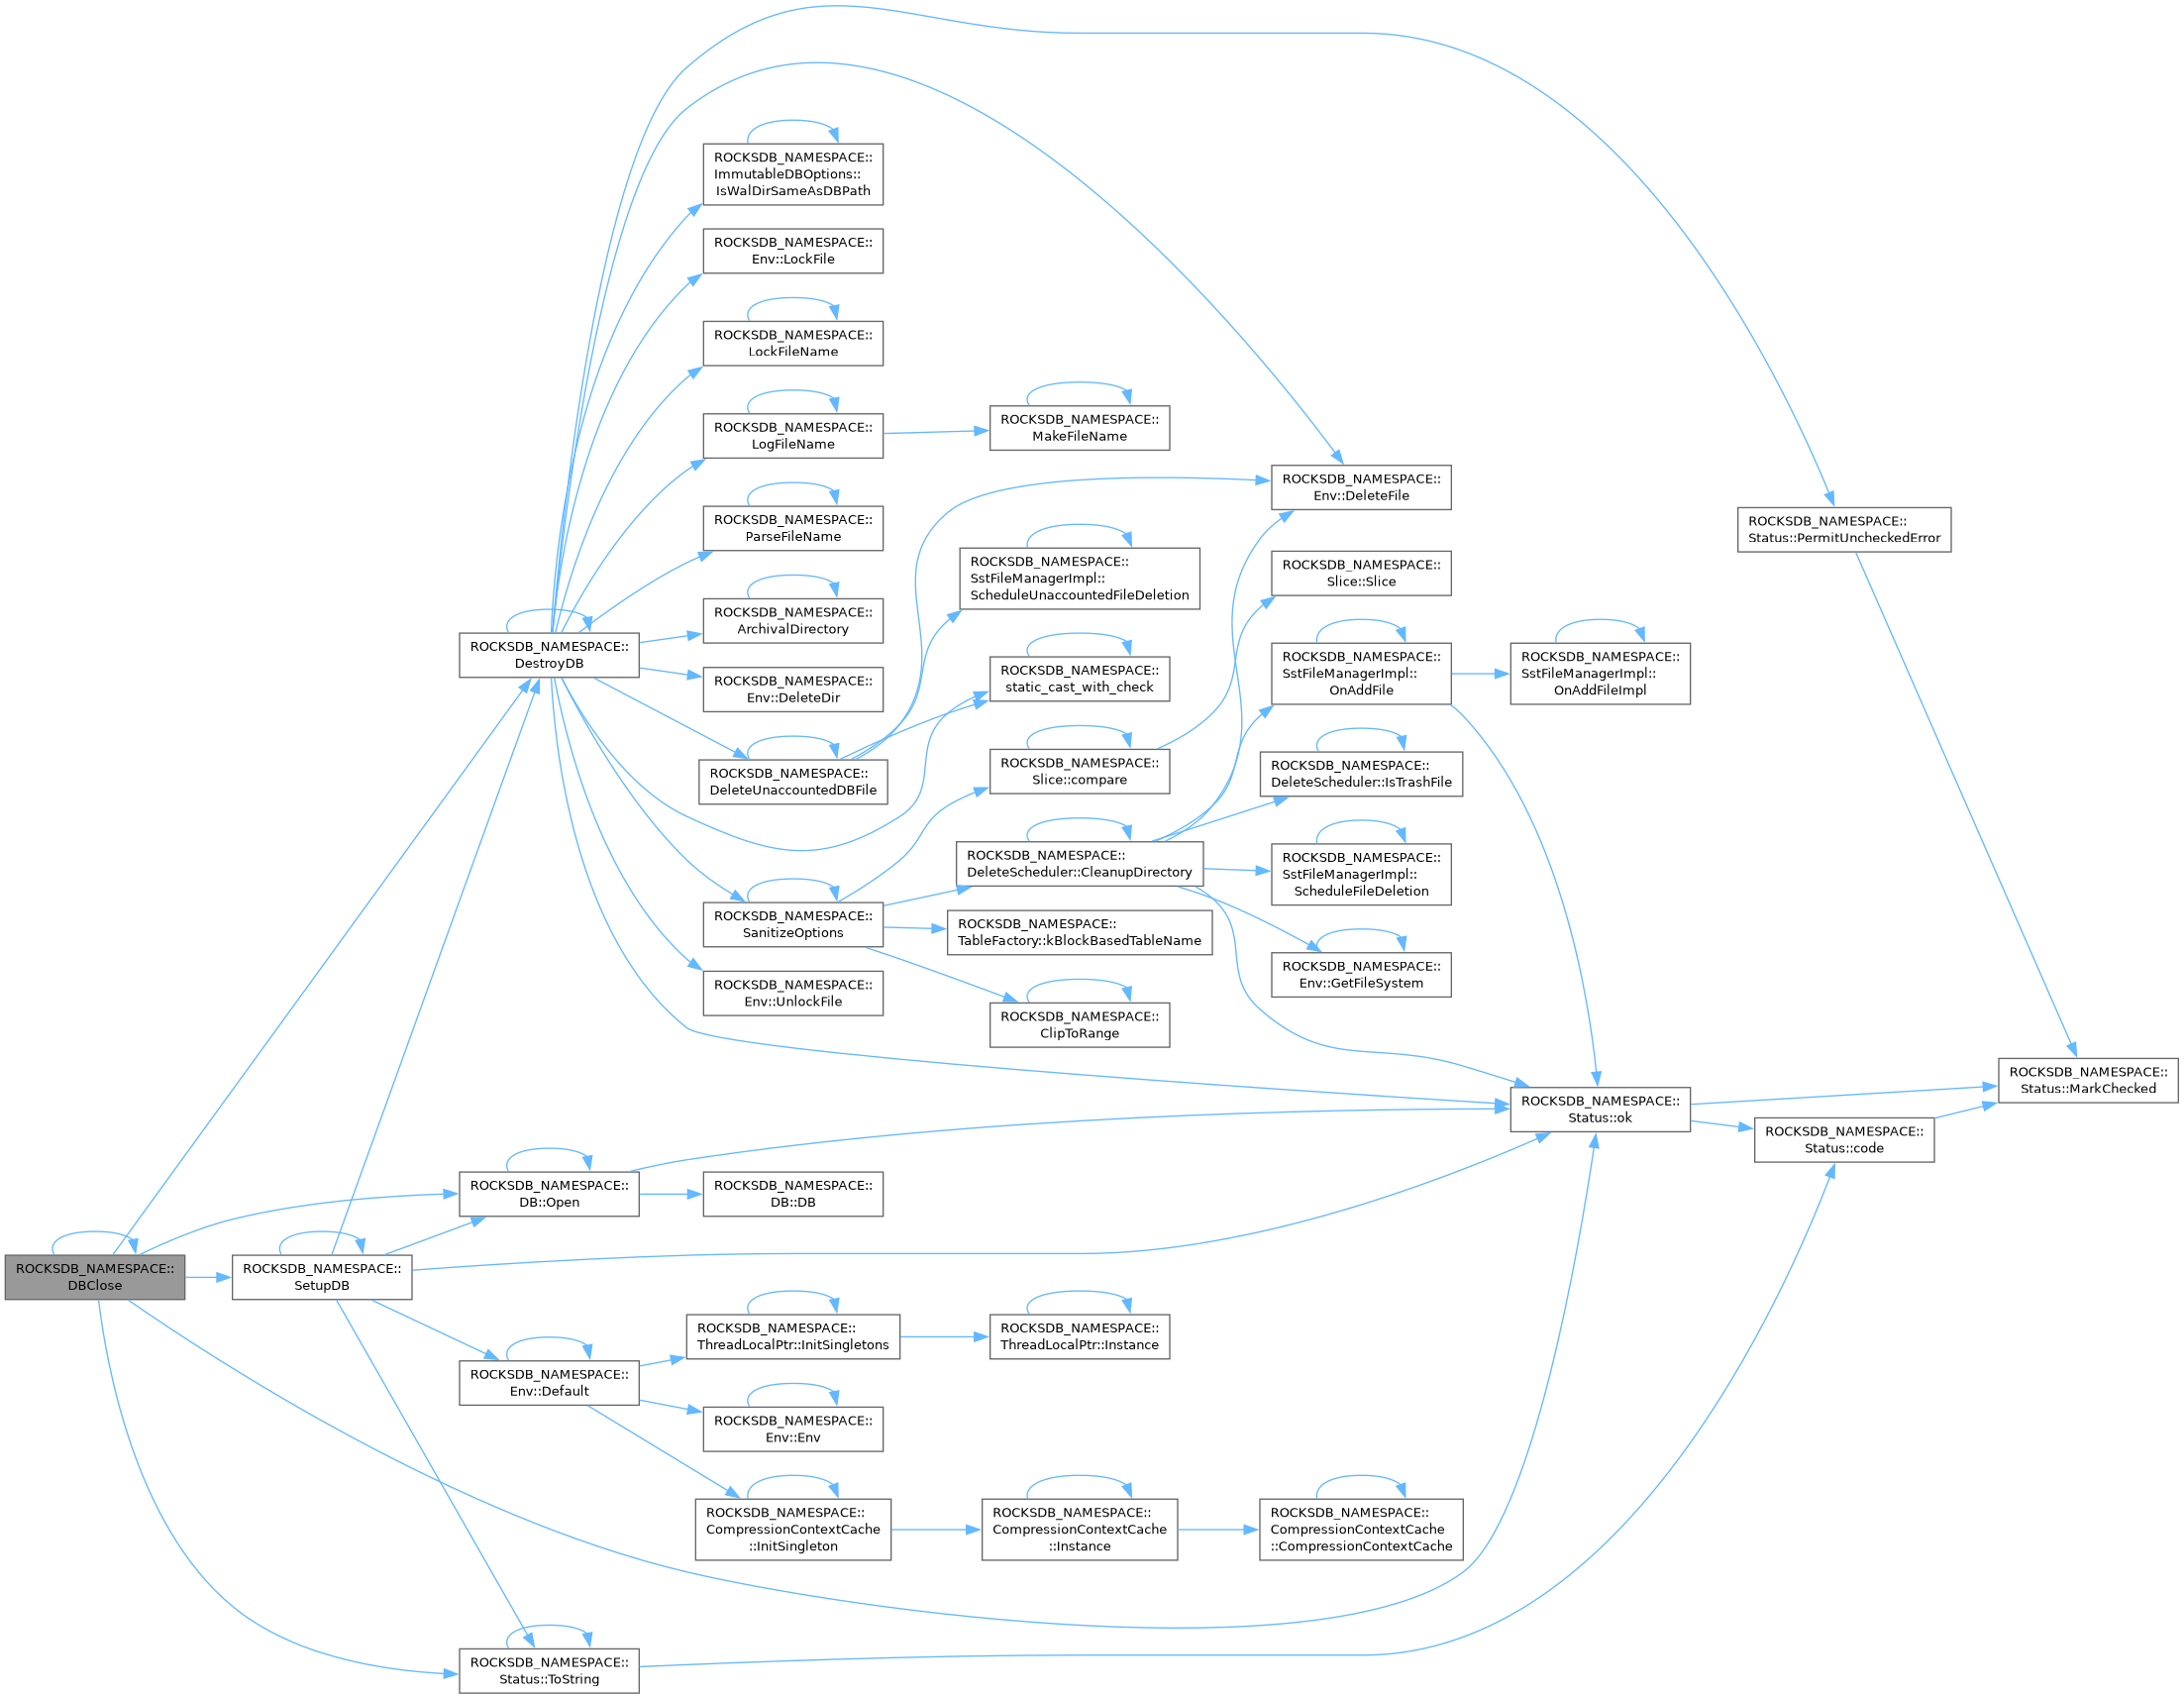 ROCKSDB_NAMESPACE::
DBClose
ROCKSDB_NAMESPACE::
SetupDB
ROCKSDB_NAMESPACE::
DestroyDB
ROCKSDB_NAMESPACE::
DB::Open
ROCKSDB_NAMESPACE::
Env::Default
ROCKSDB_NAMESPACE::
Status::ToString
ROCKSDB_NAMESPACE::
ImmutableDBOptions::
IsWalDirSameAsDBPath
ROCKSDB_NAMESPACE::
Env::LockFile
ROCKSDB_NAMESPACE::
LockFileName
ROCKSDB_NAMESPACE::
LogFileName
ROCKSDB_NAMESPACE::
ParseFileName
ROCKSDB_NAMESPACE::
ArchivalDirectory
ROCKSDB_NAMESPACE::
Env::DeleteDir
ROCKSDB_NAMESPACE::
DeleteUnaccountedDBFile
ROCKSDB_NAMESPACE::
SanitizeOptions
ROCKSDB_NAMESPACE::
Env::UnlockFile
ROCKSDB_NAMESPACE::
DB::DB
ROCKSDB_NAMESPACE::
ThreadLocalPtr::InitSingletons
ROCKSDB_NAMESPACE::
Env::Env
ROCKSDB_NAMESPACE::
CompressionContextCache
::InitSingleton
ROCKSDB_NAMESPACE::
MakeFileName
ROCKSDB_NAMESPACE::
SstFileManagerImpl::
ScheduleUnaccountedFileDeletion
ROCKSDB_NAMESPACE::
static_cast_with_check
ROCKSDB_NAMESPACE::
Slice::compare
ROCKSDB_NAMESPACE::
DeleteScheduler::CleanupDirectory
ROCKSDB_NAMESPACE::
TableFactory::kBlockBasedTableName
ROCKSDB_NAMESPACE::
ClipToRange
ROCKSDB_NAMESPACE::
ThreadLocalPtr::Instance
ROCKSDB_NAMESPACE::
CompressionContextCache
::Instance
ROCKSDB_NAMESPACE::
Env::DeleteFile
ROCKSDB_NAMESPACE::
Slice::Slice
ROCKSDB_NAMESPACE::
SstFileManagerImpl::
OnAddFile
ROCKSDB_NAMESPACE::
DeleteScheduler::IsTrashFile
ROCKSDB_NAMESPACE::
SstFileManagerImpl::
ScheduleFileDeletion
ROCKSDB_NAMESPACE::
Env::GetFileSystem
ROCKSDB_NAMESPACE::
CompressionContextCache
::CompressionContextCache
ROCKSDB_NAMESPACE::
SstFileManagerImpl::
OnAddFileImpl
ROCKSDB_NAMESPACE::
Status::ok
ROCKSDB_NAMESPACE::
Status::PermitUncheckedError
ROCKSDB_NAMESPACE::
Status::code
ROCKSDB_NAMESPACE::
Status::MarkChecked